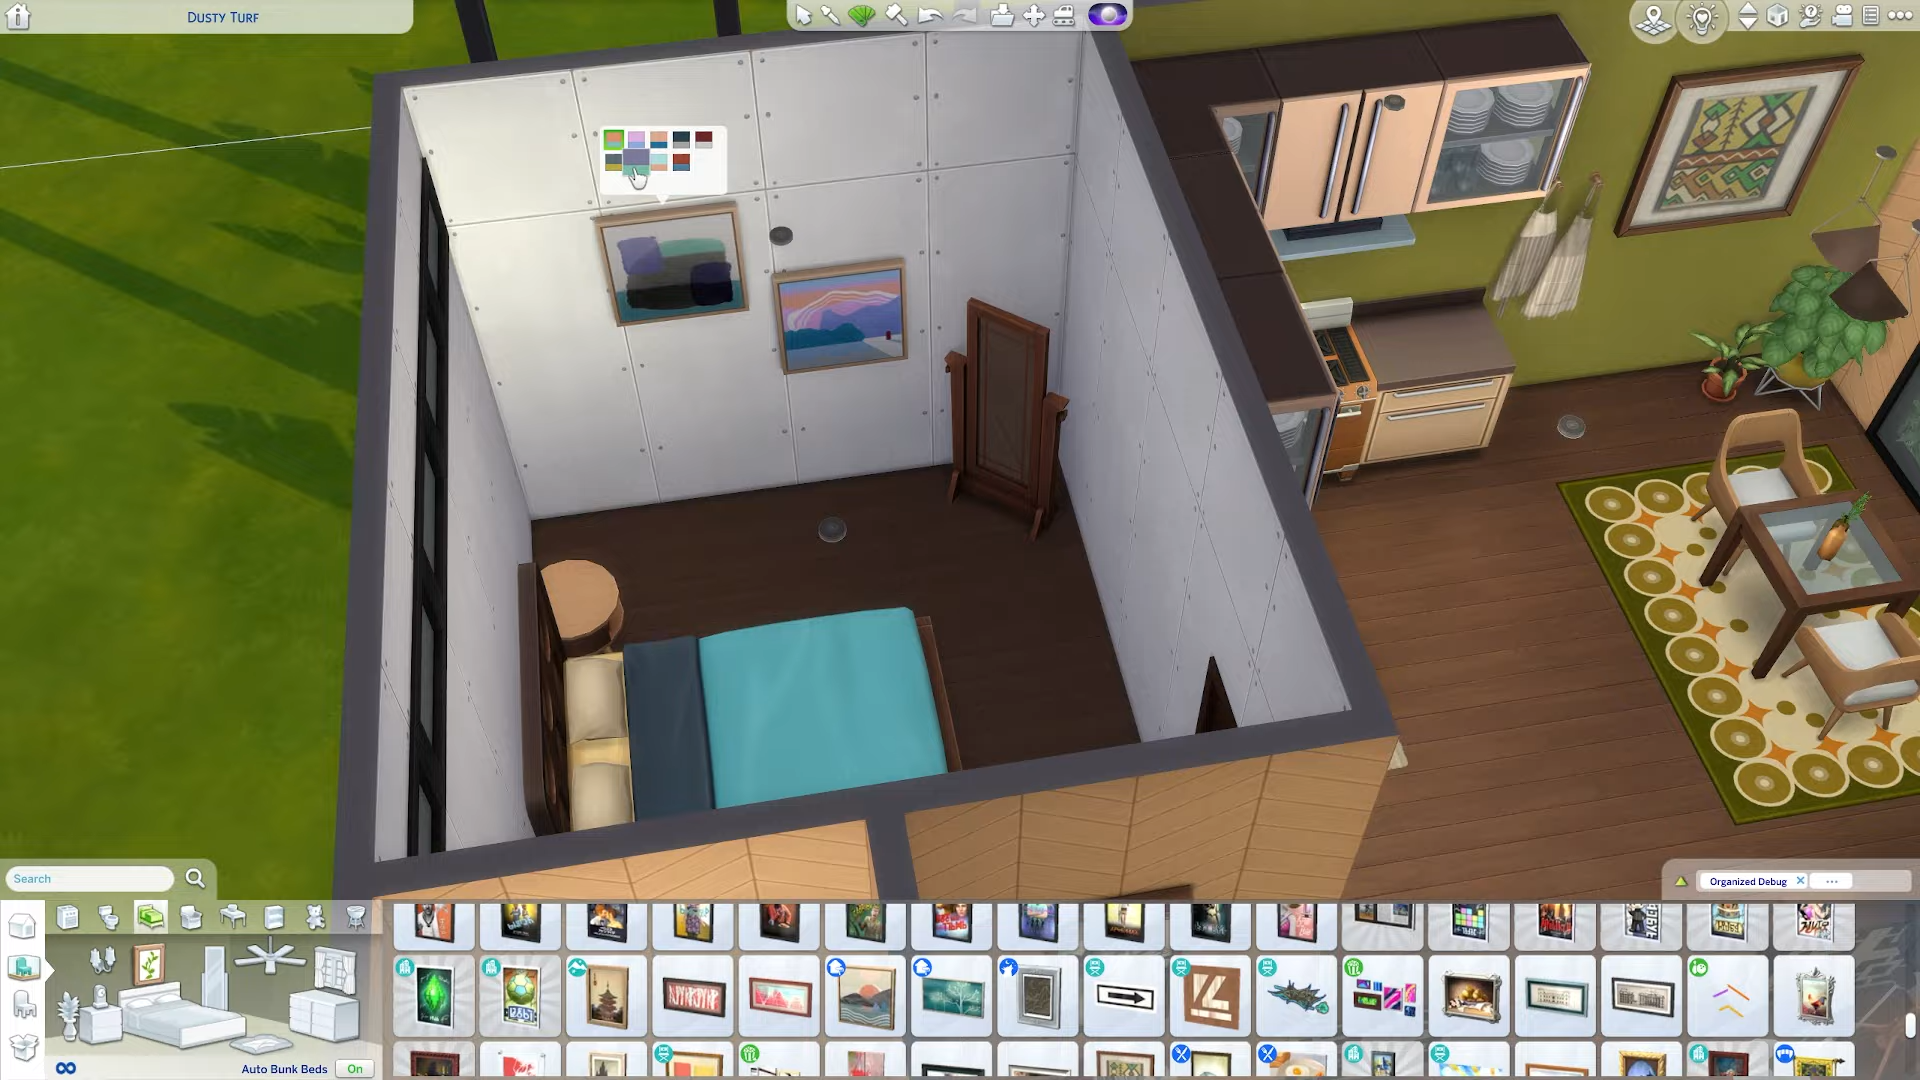 DUSTY TURF
Search
Organized Debug
Auto Bunk Beds
On